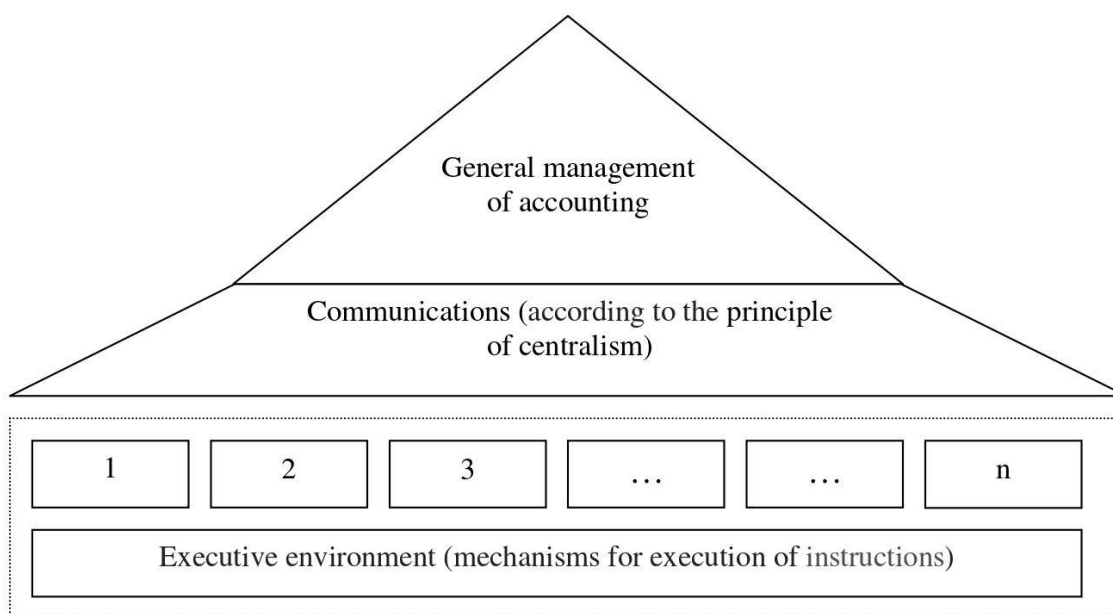 General management
of accounting
Communications (according to the principle
of centralism)
1 2 3 … … n
Executive environment (mechanisms for execution of instructions)